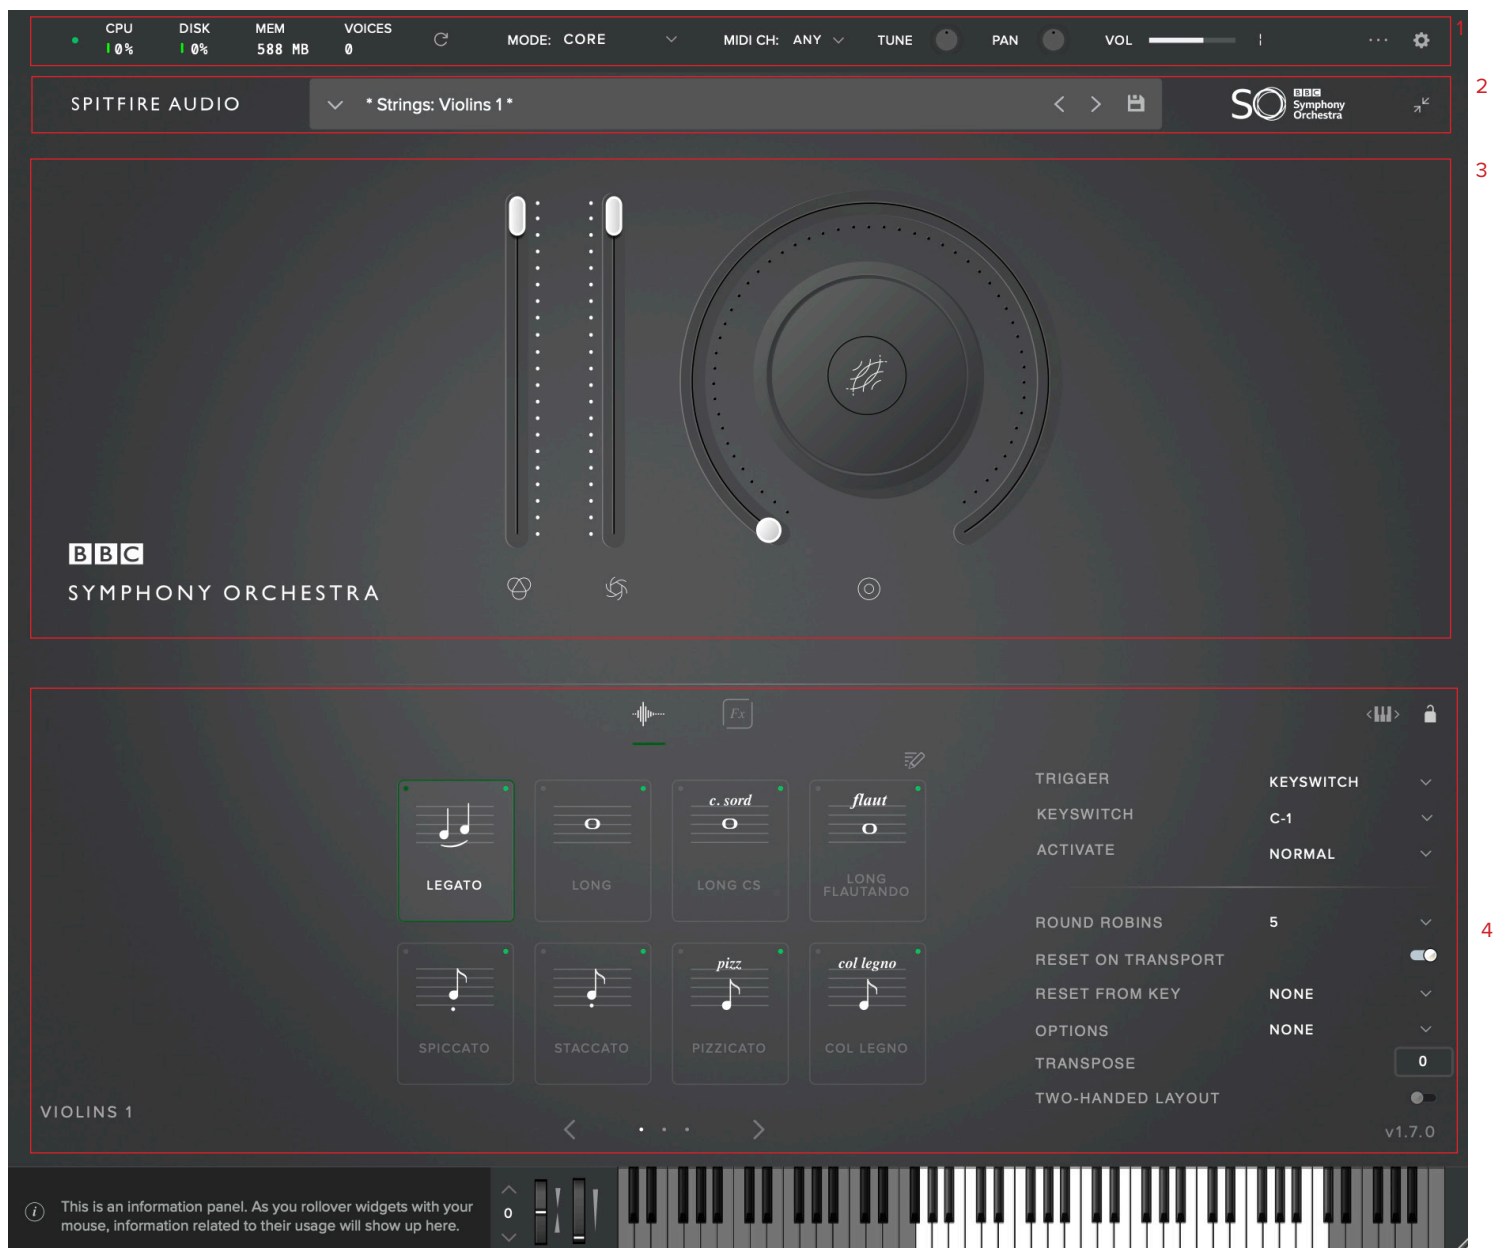 CPU DISK MEM VOICES
0% 0% 588 MB 0
MODE: CORE MIDI CH: ANY TUNE PAN VOL ...
1
SPITFIRE AUDIO * Strings: Violins 1 * SO BBC Symphony Orchestra
2
3
BBC
SYMPHONY ORCHESTRA
Fx
LEGATO
LONG
c. sord
LONG CS
flaut
LONG FLAUTANDO
SPICCATO
STACCATO
pizz
PIZZICATO
col legno
COL LEGNO
TRIGGER KEYSWITCH
KEYSWITCH C-1
ACTIVATE NORMAL
ROUND ROBINS 5
RESET ON TRANSPORT
RESET FROM KEY NONE
OPTIONS NONE
TRANSPOSE 0
TWO-HANDED LAYOUT
4
VIOLINS 1
v1.7.0
i This is an information panel. As you rollover widgets with your
mouse, information related to their usage will show up here.
0